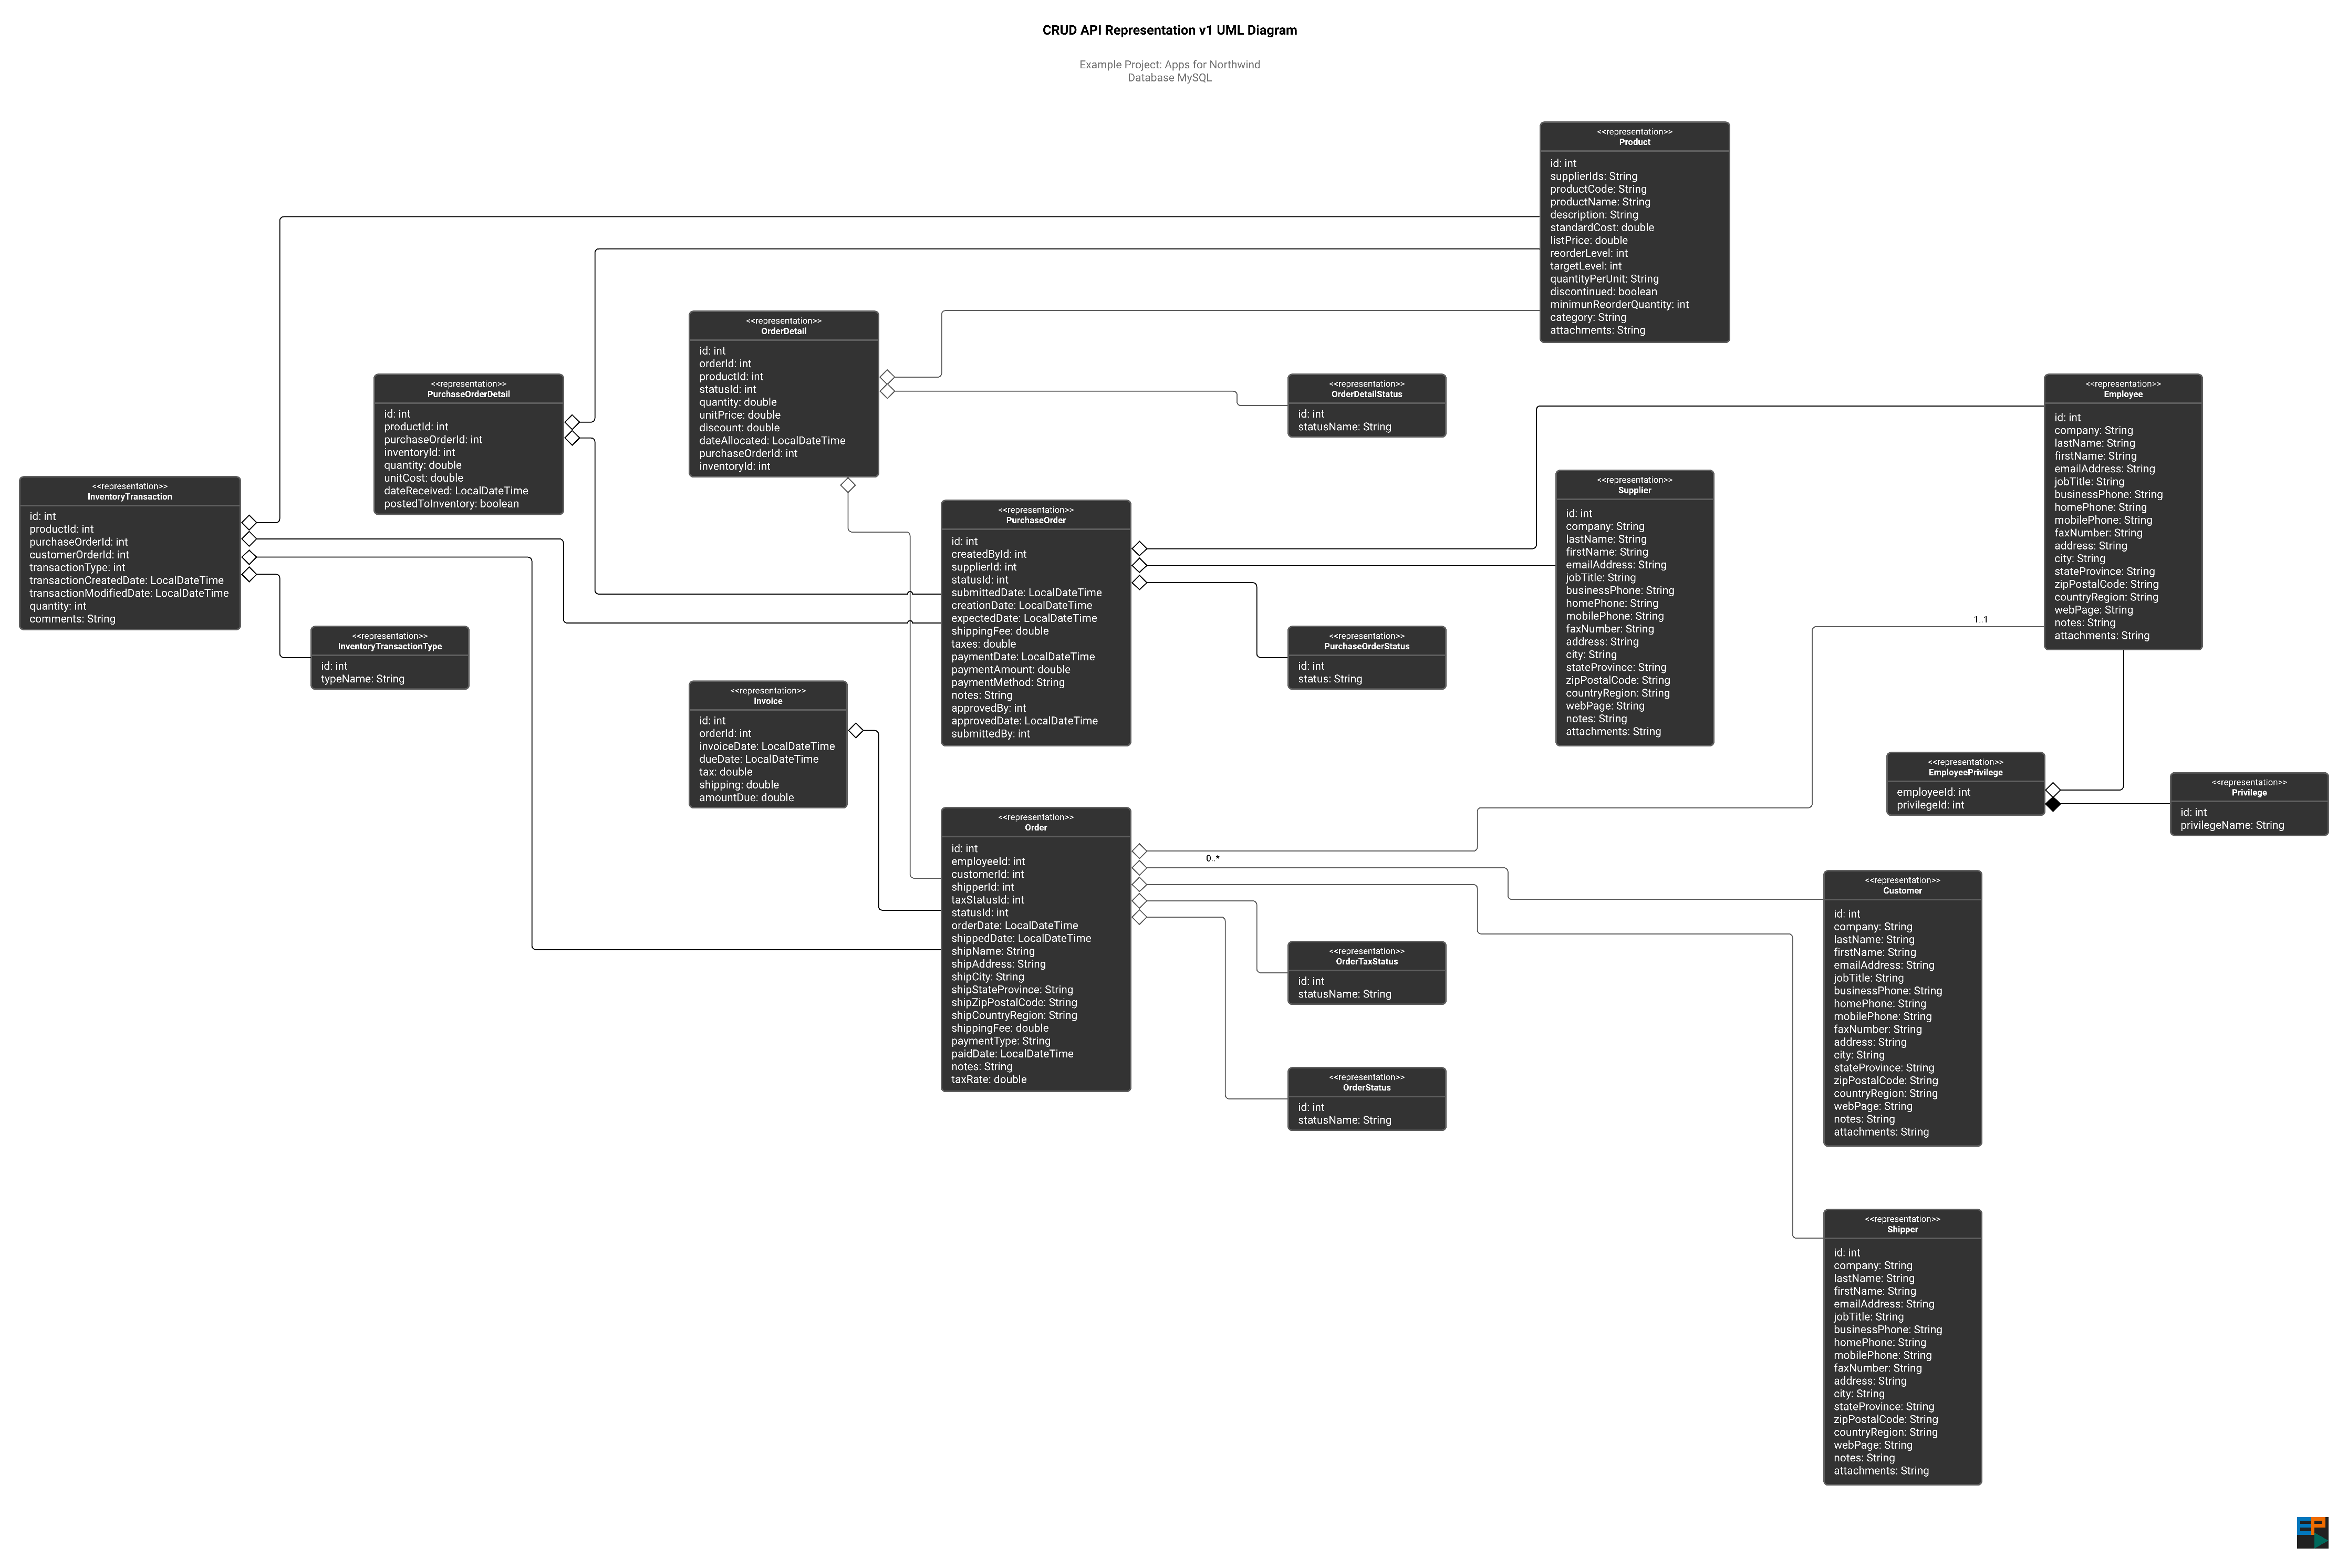 CRUD API Representation v1 UML Diagram
Example Project: Apps for Northwind
Database MySQL
<<representation>>
Product
id: int
supplierIds: String
productCode: String
productName: String
description: String
standardCost: double
listPrice: double
reorderLevel: int
targetLevel: int
quantityPerUnit: String
discontinued: boolean
minimunReorderQuantity: int
category: String
attachments: String
<<representation>>
OrderDetail
id: int
orderId: int
productId: int
statusId: int
quantity: double
unitPrice: double
discount: double
dateAllocated: LocalDateTime
purchaseOrderId: int
inventoryId: int
<<representation>>
PurchaseOrderDetail
id: int
productId: int
purchaseOrderId: int
inventoryId: int
quantity: double
unitCost: double
dateReceived: LocalDateTime
postedToInventory: boolean
<<representation>>
OrderDetailStatus
id: int
statusName: String
<<representation>>
Employee
id: int
company: String
lastName: String
firstName: String
emailAddress: String
jobTitle: String
businessPhone: String
homePhone: String
mobilePhone: String
faxNumber: String
address: String
city: String
stateProvince: String
zipPostalCode: String
countryRegion: String
webPage: String
notes: String
attachments: String
<<representation>>
InventoryTransaction
id: int
productId: int
purchaseOrderId: int
customerOrderId: int
transactionType: int
transactionCreatedDate: LocalDateTime
transactionModifiedDate: LocalDateTime
quantity: int
comments: String
<<representation>>
Supplier
id: int
company: String
lastName: String
firstName: String
emailAddress: String
jobTitle: String
businessPhone: String
homePhone: String
mobilePhone: String
faxNumber: String
address: String
city: String
stateProvince: String
zipPostalCode: String
countryRegion: String
webPage: String
notes: String
attachments: String
<<representation>>
PurchaseOrder
id: int
createdById: int
supplierId: int
statusId: int
submittedDate: LocalDateTime
creationDate: LocalDateTime
expectedDate: LocalDateTime
shippingFee: double
taxes: double
paymentDate: LocalDateTime
paymentAmount: double
paymentMethod: String
notes: String
approvedBy: int
approvedDate: LocalDateTime
submittedBy: int
1..1
<<representation>>
InventoryTransactionType
id: int
typeName: String
<<representation>>
PurchaseOrderStatus
id: int
status: String
<<representation>>
Invoice
id: int
orderId: int
invoiceDate: LocalDateTime
dueDate: LocalDateTime
tax: double
shipping: double
amountDue: double
<<representation>>
EmployeePrivilege
employeeId: int
privilegeId: int
<<representation>>
Privilege
id: int
privilegeName: String
<<representation>>
Order
id: int
employeeId: int
customerId: int
shipperId: int
taxStatusId: int
statusId: int
orderDate: LocalDateTime
shippedDate: LocalDateTime
shipName: String
shipAddress: String
shipCity: String
shipStateProvince: String
shipZipPostalCode: String
shipCountryRegion: String
shippingFee: double
paymentType: String
paidDate: LocalDateTime
notes: String
taxRate: double
0..*
<<representation>>
Customer
id: int
company: String
lastName: String
firstName: String
emailAddress: String
jobTitle: String
businessPhone: String
homePhone: String
mobilePhone: String
faxNumber: String
address: String
city: String
stateProvince: String
zipPostalCode: String
countryRegion: String
webPage: String
notes: String
attachments: String
<<representation>>
OrderTaxStatus
id: int
statusName: String
<<representation>>
OrderStatus
id: int
statusName: String
<<representation>>
Shipper
id: int
company: String
lastName: String
firstName: String
emailAddress: String
jobTitle: String
businessPhone: String
homePhone: String
mobilePhone: String
faxNumber: String
address: String
city: String
stateProvince: String
zipPostalCode: String
countryRegion: String
webPage: String
notes: String
attachments: String
EP